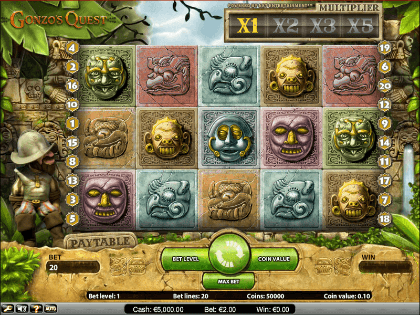 GONZO'S QUEST
MULTIPLIER
X1 X2 X3 X5
4
2
16
10
1
15
8
13
3
5
19
6
20
12
9
14
11
17
7
18
PAYTABLE
BET
20
BET LEVEL
COIN VALUE
MAX BET
WIN
Bet level: 1
Bet lines: 20
Coins: 50000
Coin value: 0.10
Cash: €5,000.00
Bet: €2.00
Win: €0.00